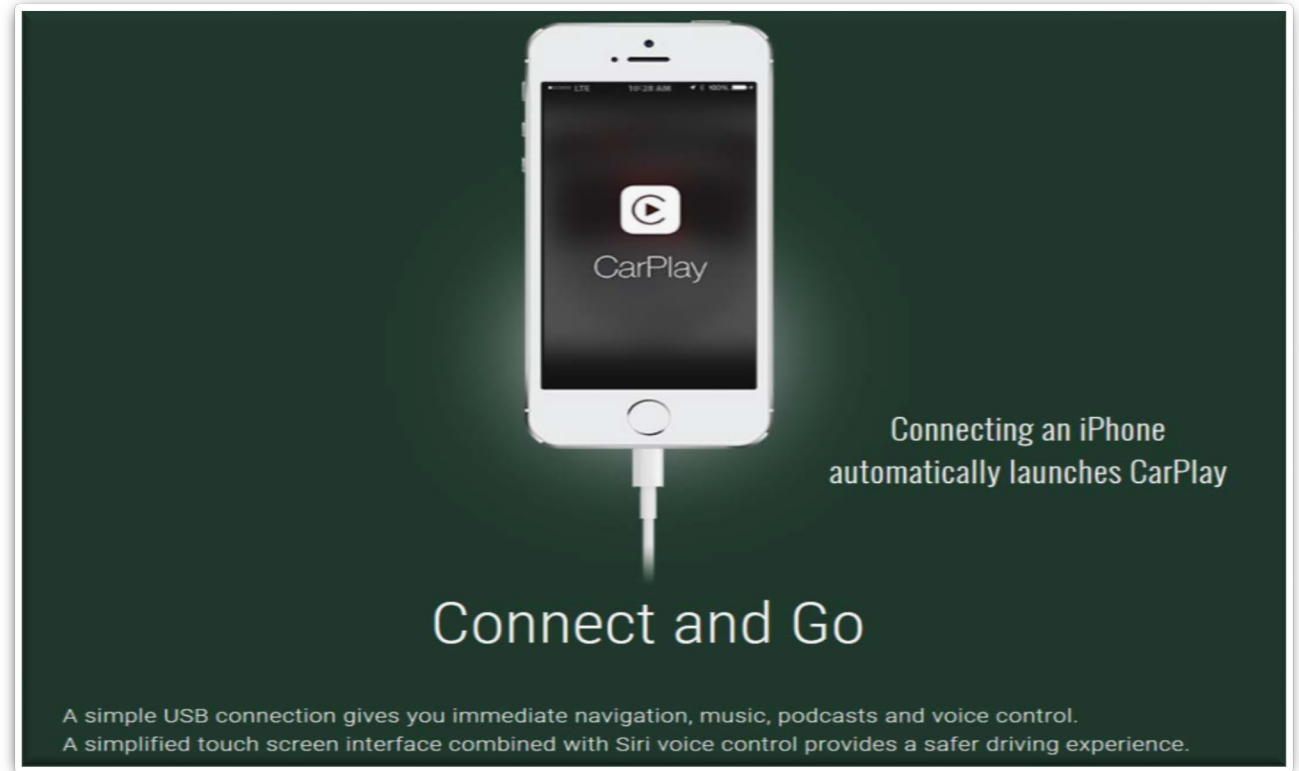 LTE 10:28 AM 100%
CarPlay
Connecting an iPhone
automatically launches CarPlay
Connect and Go
A simple USB connection gives you immediate navigation, music, podcasts and voice control.
A simplified touch screen interface combined with Siri voice control provides a safer driving experience.